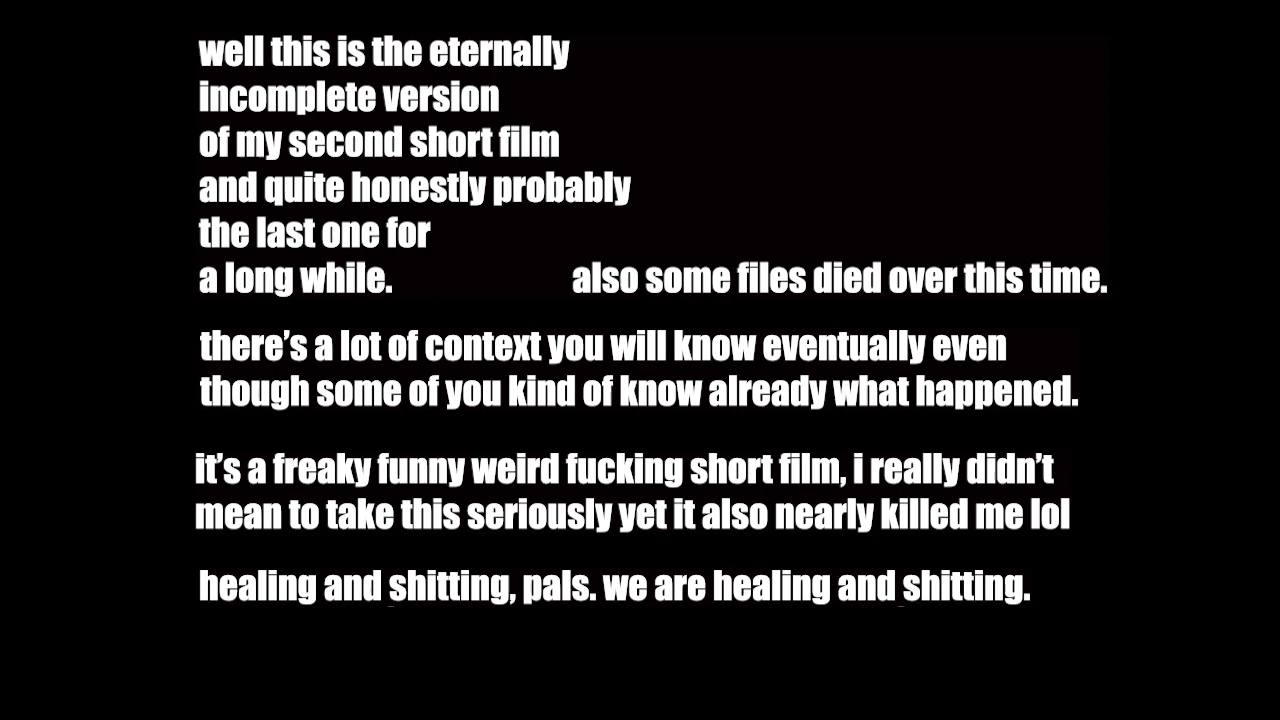 well this is the eternally
incomplete version
of my second short film
and quite honestly probably
the last one for
a long while. also some files died over this time.
there's a lot of context you will know eventually even
though some of you kind of know already what happened.
it's a freaky funny weird fucking short film, i really didn't
mean to take this seriously yet it also nearly killed me lol
healing and shitting, pals. we are healing and shitting.